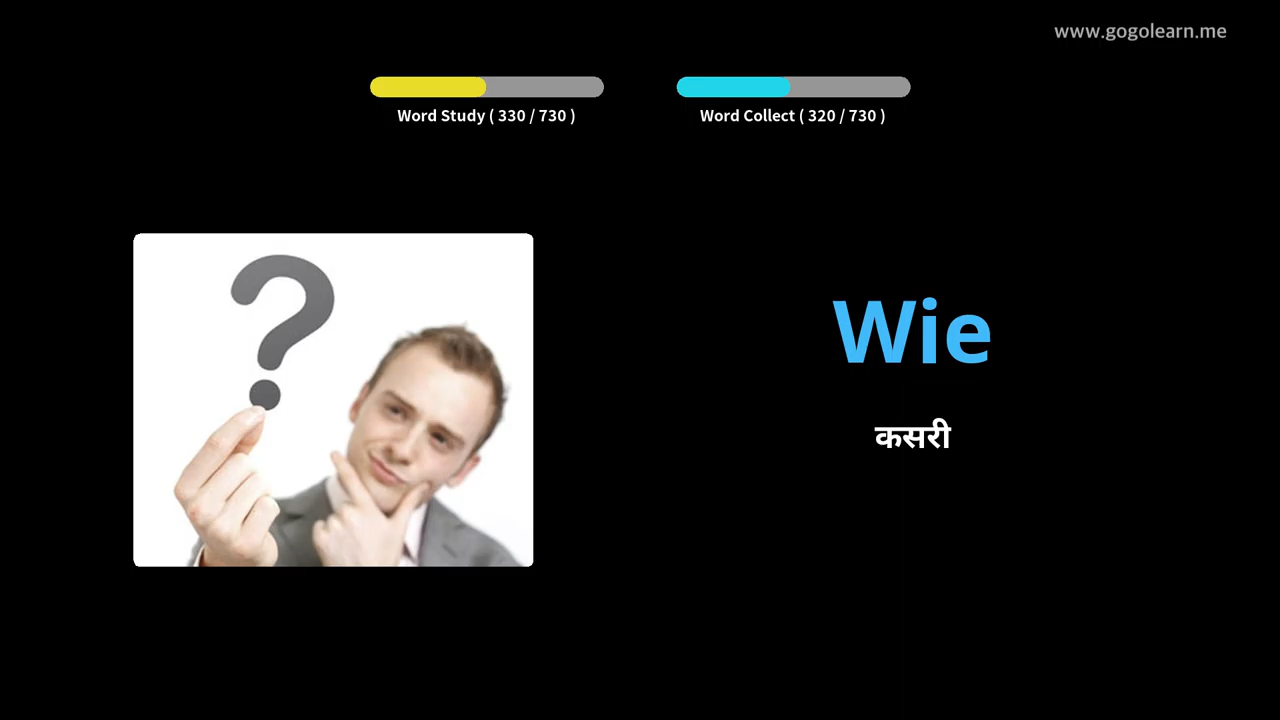 www.gogolearn.me
Word Study ( 330 / 730 )
Word Collect ( 320 / 730 )
?
Wie
कसरी